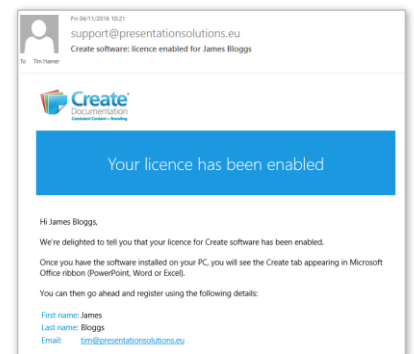 Fri 04/11/2016 10:21
support@presentationsolutions.eu
Create software: licence enabled for James Bloggs
To Tim Hamer
Create
Documentation
Consistent Content + Branding
Your licence has been enabled
Hi James Bloggs,
We're delighted to tell you that your licence for Create software has been enabled.
Once you have the software installed on your PC, you will see the Create tab appearing in Microsoft
Office ribbon (PowerPoint, Word or Excel).
You can then go ahead and register using the following details:
First name: James
Last name: Bloggs
Email: tim@presentationsolutions.eu